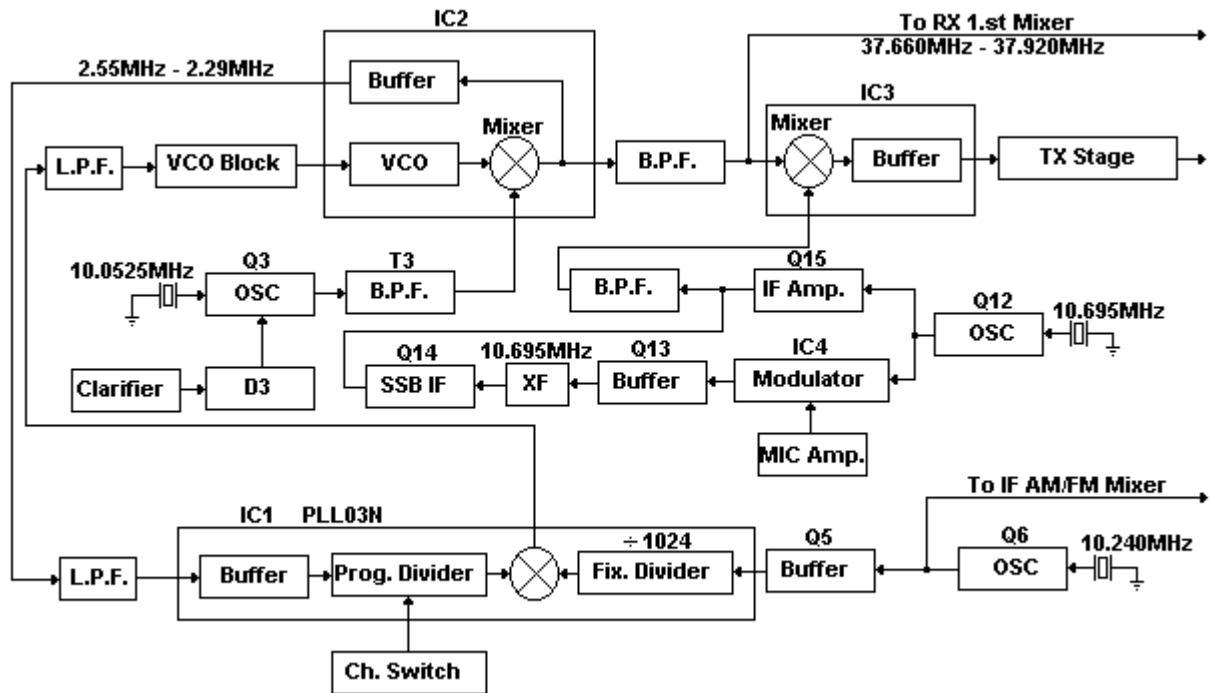 IC2
To RX 1.st Mixer
37.660MHz - 37.920MHz
2.55MHz - 2.29MHz
Buffer
IC3
Mixer
Mixer
L.P.F.
VCO Block
VCO
B.P.F.
Buffer
TX Stage
10.0525MHz
Q3
OSC
T3
B.P.F.
B.P.F.
Q15
IF Amp.
Q12
OSC
10.695MHz
Clarifier
D3
Q14
SSB IF
10.695MHz
XF
Q13
Buffer
IC4
Modulator
MIC Amp.
To IF AM/FM Mixer
IC1 PLL03N
L.P.F.
Buffer
Prog. Divider
÷ 1024
Fix. Divider
Q5
Buffer
Q6
OSC
10.240MHz
Ch. Switch